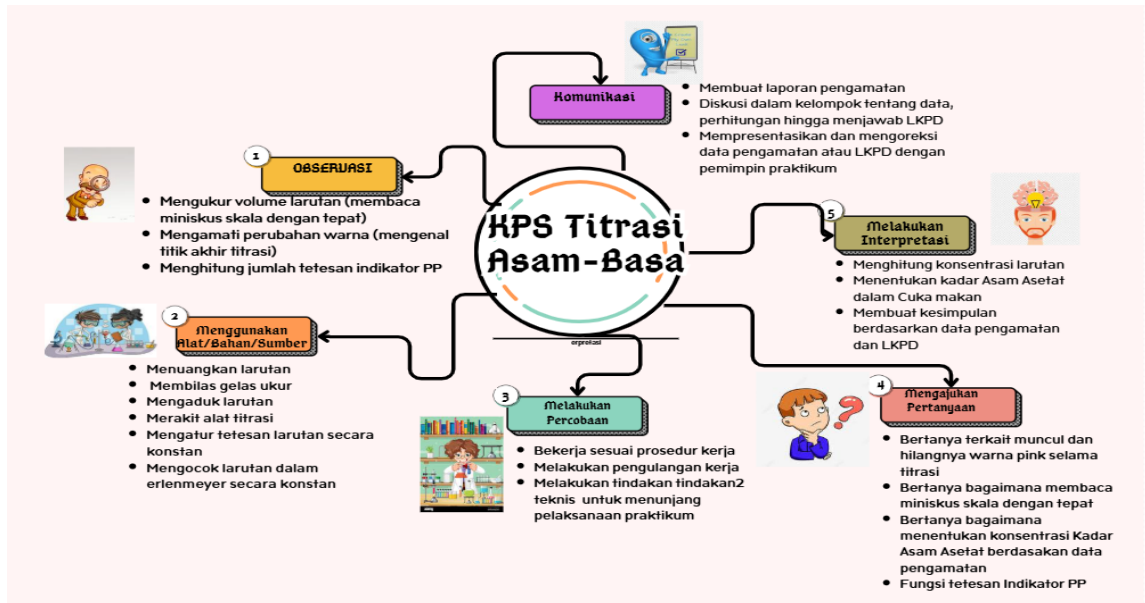 KPS Titrasi
Asam-Basa
1
OBSERVASI
Mengukur volume larutan (membaca
miniskus skala dengan tepat)
Mengamati perubahan warna (mengenal
titik akhir titrasi)
Menghitung jumlah tetesan indikator PP
2
Menggunakan
Alat/Bahan/Sumber
Menuangkan larutan
Membilas gelas ukur
Mengaduk larutan
Merakit alat titrasi
Mengatur tetesan larutan secara
konstan
Mengocok larutan dalam
erlenmeyer secara konstan
erpretasi
3
Melakukan
Percobaan
Bekerja sesuai prosedur kerja
Melakukan pengulangan kerja
Melakukan tindakan tindakan2
teknis untuk menunjang
pelaksanaan praktikum
4
Mengajukan
Pertanyaan
Bertanya terkait muncul dan
hilangnya warna pink selama
titrasi
Bertanya bagaimana membaca
miniskus skala dengan tepat
Bertanya bagaimana
menentukan konsentrasi Kadar
Asam Asetat berdasakan data
pengamatan
Fungsi tetesan Indikator PP
5
Melakukan
Interpretasi
Menghitung konsentrasi larutan
Menentukan kadar Asam Asetat
dalam Cuka makan
Membuat kesimpulan
berdasarkan data pengamatan
dan LKPD
Komunikasi
Membuat laporan pengamatan
Diskusi dalam kelompok tentang data,
perhitungan hingga menjawab LKPD
Mempresentasikan dan mengoreksi
data pengamatan atau LKPD dengan
pemimpin praktikum